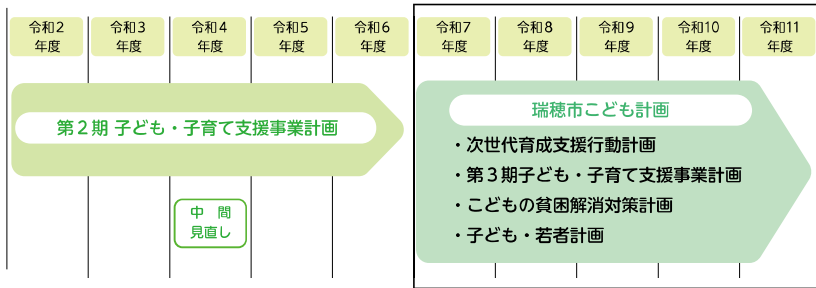 令和2
年度
令和3
年度
令和4
年度
令和5
年度
令和6
年度
令和7
年度
令和8
年度
令和9
年度
令和10
年度
令和11
年度
第2期 子ども・子育て支援事業計画
中 間
見直し
瑞穂市こども計画
・次世代育成支援行動計画
・第3期子ども・子育て支援事業計画
・こどもの貧困解消対策計画
・子ども・若者計画